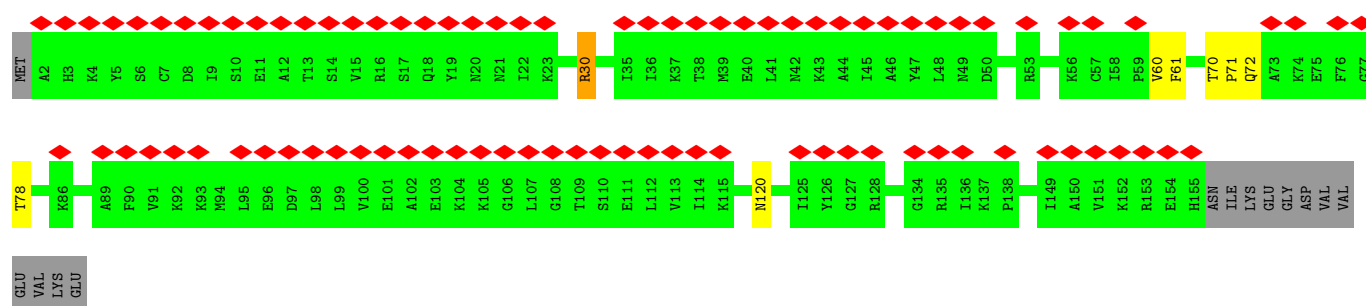 MET A2 H3 K4 Y5 S6 C7 D8 I9 S10 E11 A12 T13 S14 V15 R16 S17 Q18 Y19 N20 N21 I22 K23 R30 I35 I36 K37 T38 M39 E40 L41 N42 K43 A44 I45 A46 Y47 L48 N49 D50 R53 K56 C57 I58 P59 V60 F61 T70 P71 Q72 A73 K74 E75 F76 G77
T78 K86 A89 F90 V91 K92 K93 M94 L95 E96 D97 L98 L99 V100 E101 A102 E103 K104 K105 G106 L107 G108 T109 S110 E111 L112 V113 I114 K115 N120 I125 Y126 G127 R128 G134 R135 I136 K137 P138 I149 A150 V151 K152 R153 E154 H155 ASN ILE LYS GLU GLY ASP VAL VAL
GLU VAL LYS GLU